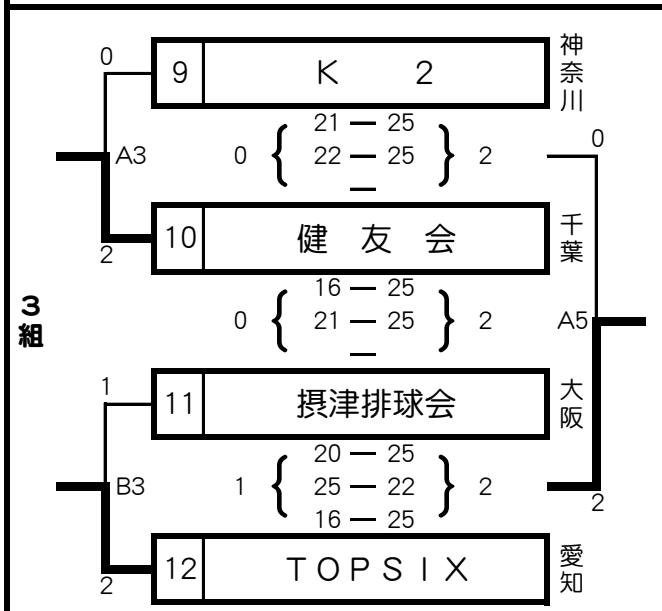 3組
0
9 K 2 神奈川
21 ― 25
A3 0 { 22 ― 25 } 2 0
―
2 10 健友会 千葉
16 ― 25
0 { 21 ― 25 } 2 A5
―
1 11 摂津排球会 大阪
20 ― 25
B3 1 { 25 ― 22 } 2 2
16 ― 25
2 12 TOPSIX 愛知